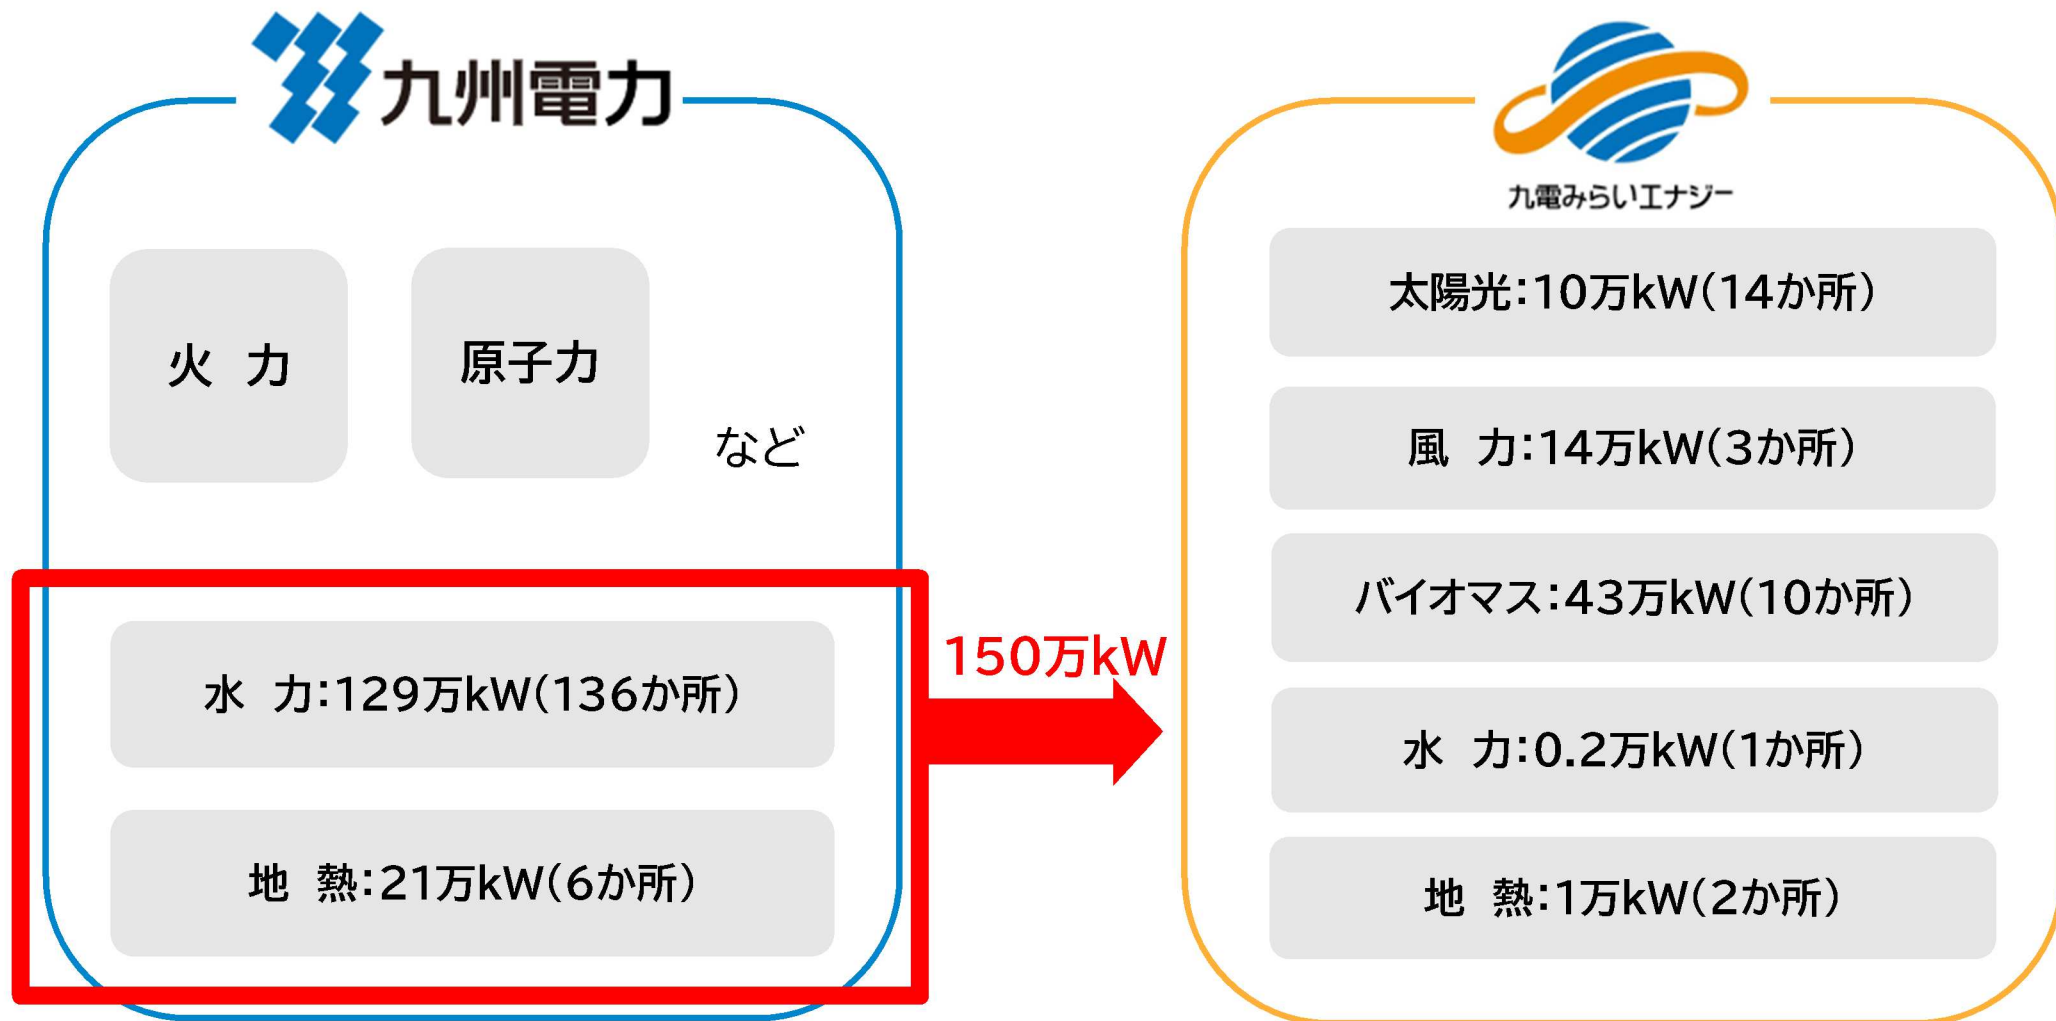 九州電力
火 力
原子力
など
水 力:129万kW(136か所)
地 熱:21万kW(6か所)
150万kW
九電みらいエナジー
太陽光:10万kW(14か所)
風 力:14万kW(3か所)
バイオマス:43万kW(10か所)
水 力:0.2万kW(1か所)
地 熱:1万kW(2か所)